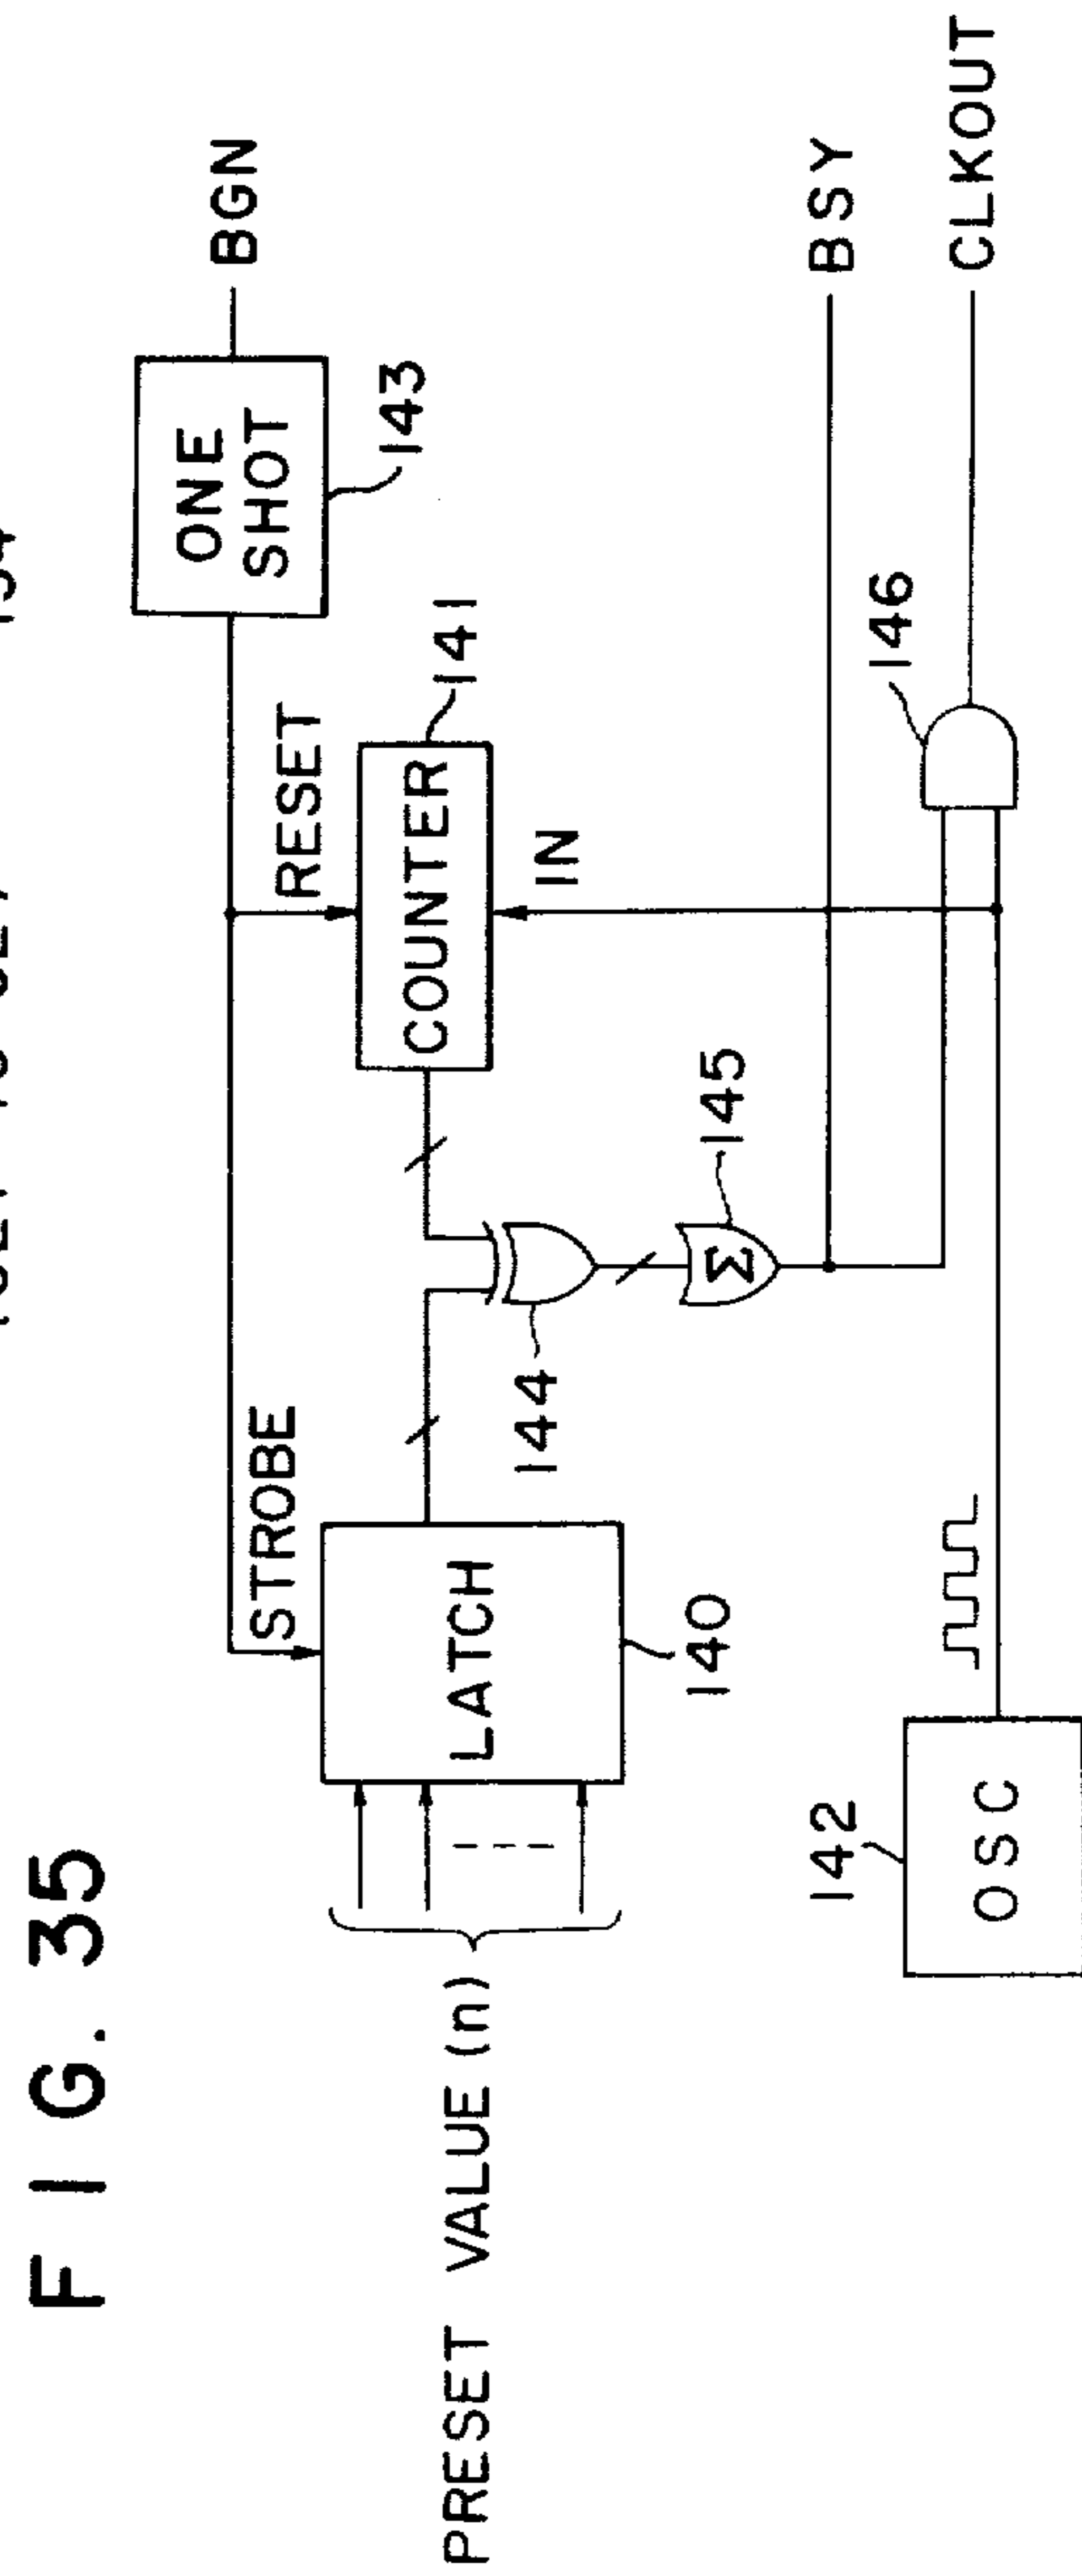 F I G. 35
BGN
ONE
SHOT
143
STROBE
RESET
COUNTER
141
IN
PRESET VALUE (n)
LATCH
140
144
145
Σ
BSY
146
CLKOUT
142
OSC